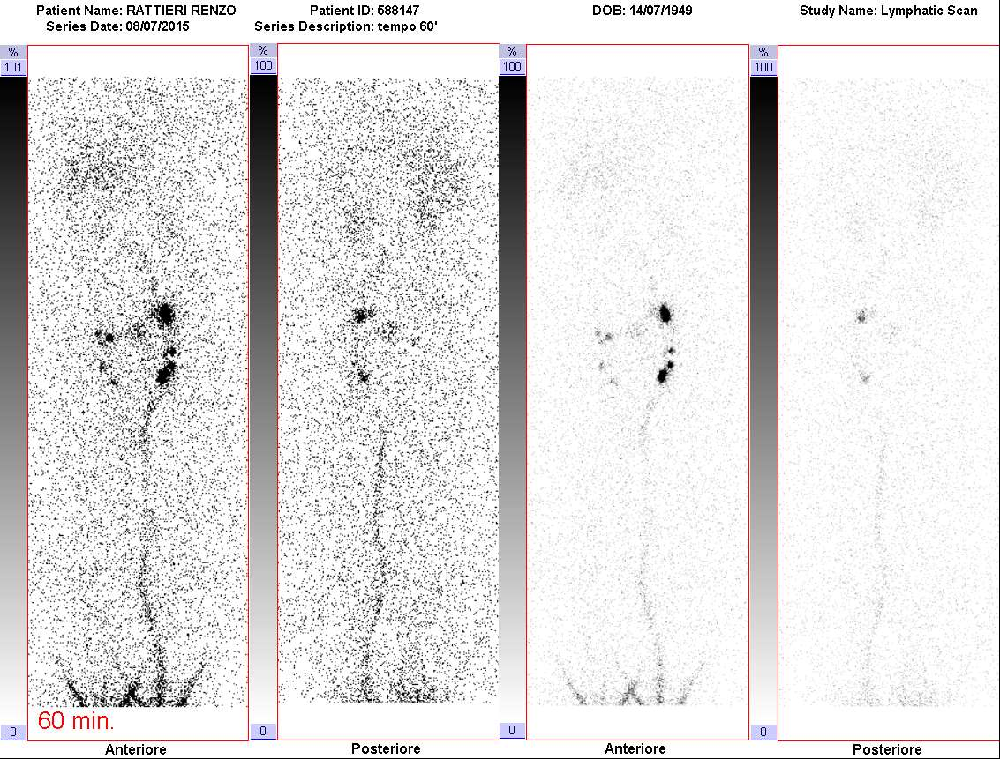 Patient Name: RATTIERI RENZO Patient ID: 588147 DOB: 14/07/1949 Study Name: Lymphatic Scan
Series Date: 08/07/2015 Series Description: tempo 60'
% % % %
101 100 100 100
60 min.
0 0 0 0
Anteriore Posteriore Anteriore Posteriore